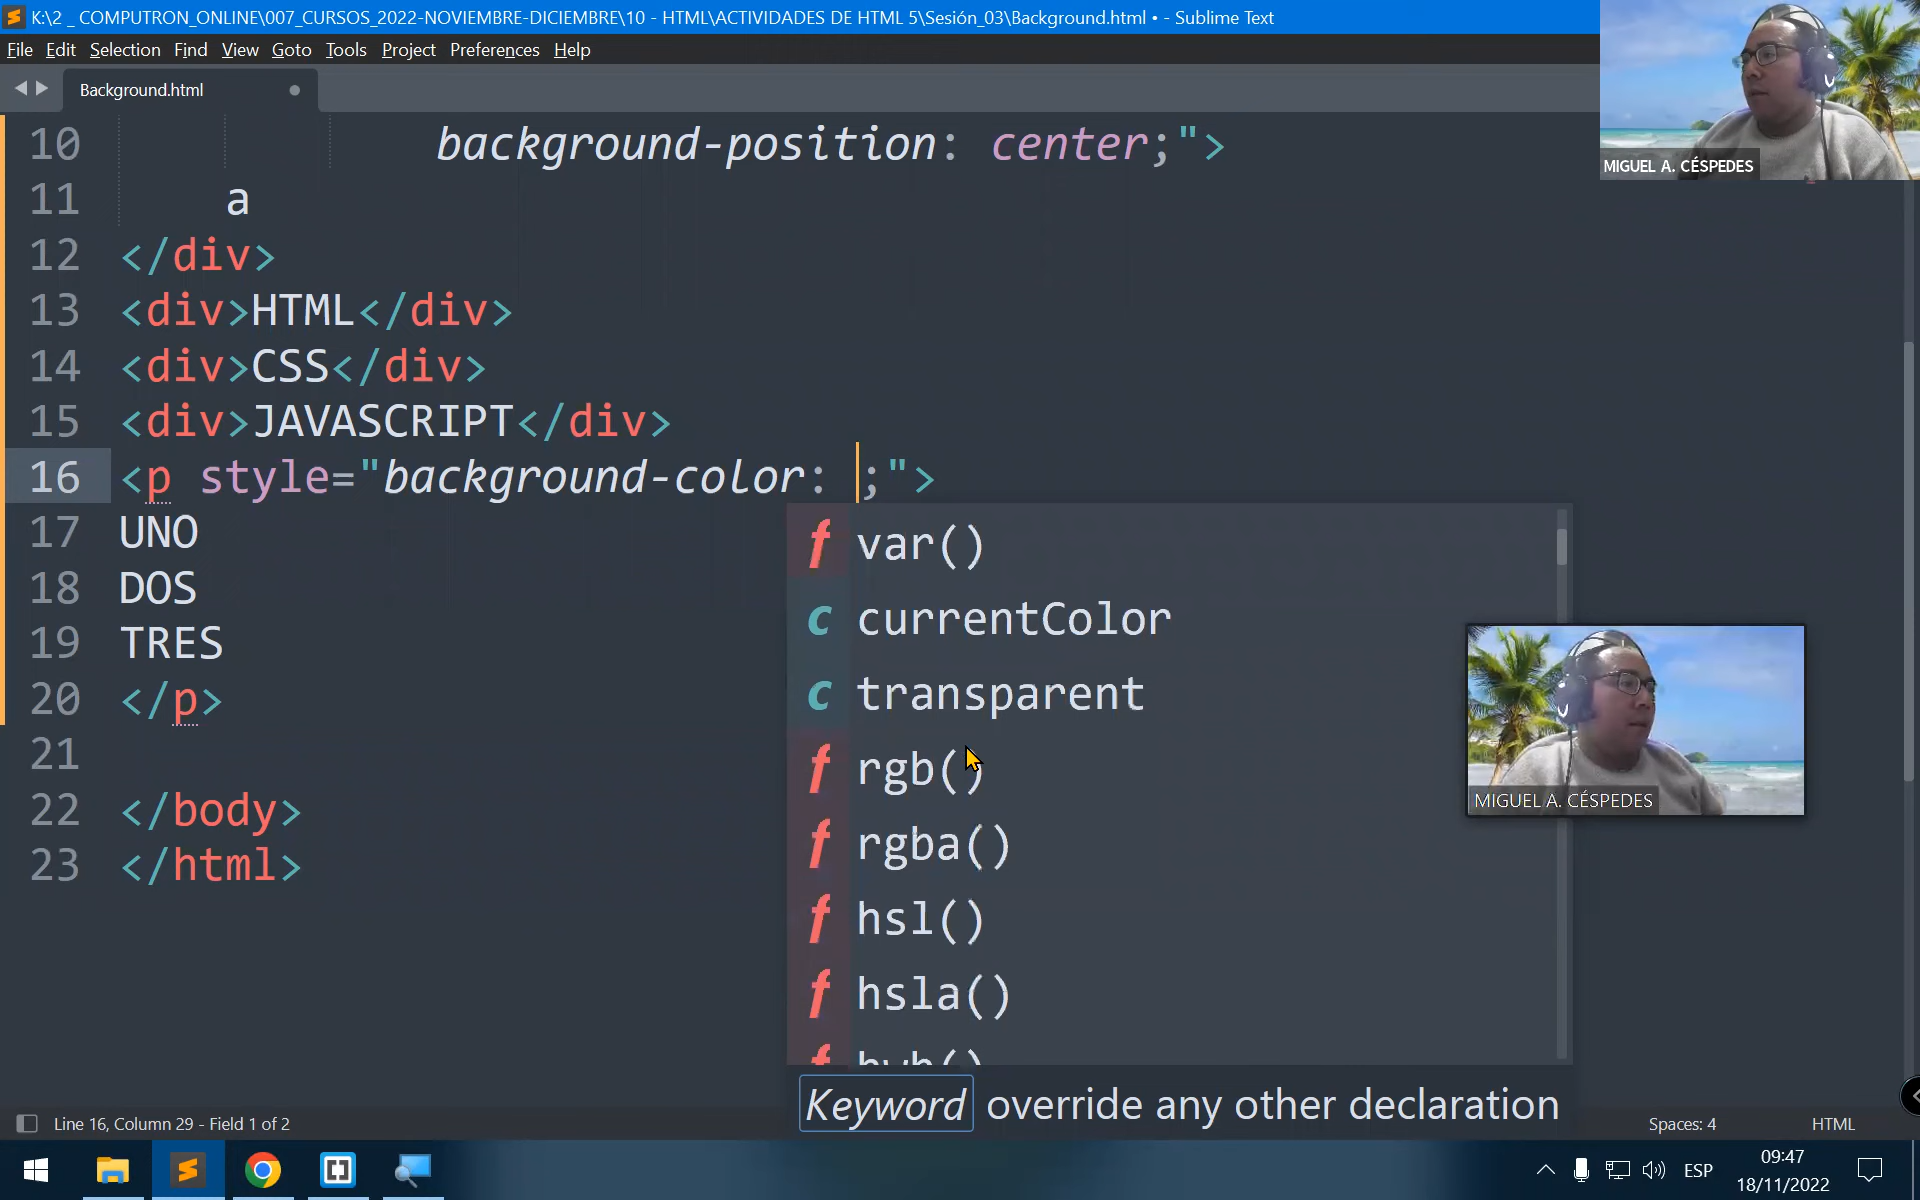 K:\2 _ COMPUTRON_ONLINE\007_CURSOS_2022-NOVIEMBRE-DICIEMBRE\10 - HTML\ACTIVIDADES DE HTML 5\Sesión_03\Background.html • - Sublime Text
File Edit Selection Find View Goto Tools Project Preferences Help
Background.html
MIGUEL A. CÉSPEDES
10 background-position: center;">
11 a
12 </div>
13 <div>HTML</div>
14 <div>CSS</div>
15 <div>JAVASCRIPT</div>
16 <p style="background-color: ;">
17 UNO
18 DOS
19 TRES
20 </p>
21
22 </body>
23 </html>
f var()
c currentColor
c transparent
f rgb()
f rgba()
f hsl()
f hsla()
f hwb()
Keyword override any other declaration
MIGUEL A. CÉSPEDES
Line 16, Column 29 - Field 1 of 2
Spaces: 4 HTML
ESP
09:47
18/11/2022